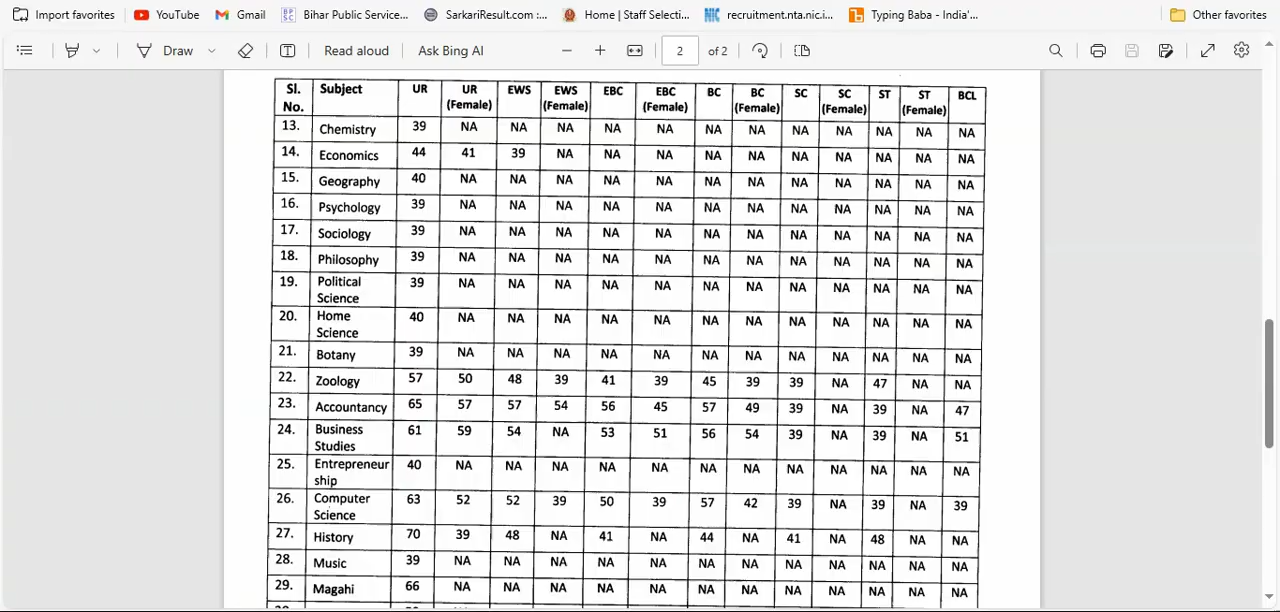 Import favorites YouTube Gmail Bihar Public Service... SarkariResult.com :... Home | Staff Selecti... recruitment.nta.nic.i... Typing Baba - India'... Other favorites
Draw Read aloud Ask Bing AI 2 of 2
Sl. No. Subject UR UR (Female) EWS EWS (Female) EBC EBC (Female) BC BC (Female) SC SC (Female) ST ST (Female) BCL
13. Chemistry 39 NA NA NA NA NA NA NA NA NA NA NA NA
14. Economics 44 41 39 NA NA NA NA NA NA NA NA NA NA
15. Geography 40 NA NA NA NA NA NA NA NA NA NA NA NA
16. Psychology 39 NA NA NA NA NA NA NA NA NA NA NA NA
17. Sociology 39 NA NA NA NA NA NA NA NA NA NA NA NA
18. Philosophy 39 NA NA NA NA NA NA NA NA NA NA NA NA
19. Political Science 39 NA NA NA NA NA NA NA NA NA NA NA NA
20. Home Science 40 NA NA NA NA NA NA NA NA NA NA NA NA
21. Botany 39 NA NA NA NA NA NA NA NA NA NA NA NA
22. Zoology 57 50 48 39 41 39 45 39 39 NA 47 NA NA
23. Accountancy 65 57 57 54 56 45 57 49 39 NA 39 NA 47
24. Business Studies 61 59 54 NA 53 51 56 54 39 NA 39 NA 51
25. Entrepreneur ship 40 NA NA NA NA NA NA NA NA NA NA NA NA
26. Computer Science 63 52 52 39 50 39 57 42 39 NA 39 NA 39
27. History 70 39 48 NA 41 NA 44 NA 41 NA 48 NA NA
28. Music 39 NA NA NA NA NA NA NA NA NA NA NA NA
29. Magahi 66 NA NA NA NA NA NA NA NA NA NA NA NA